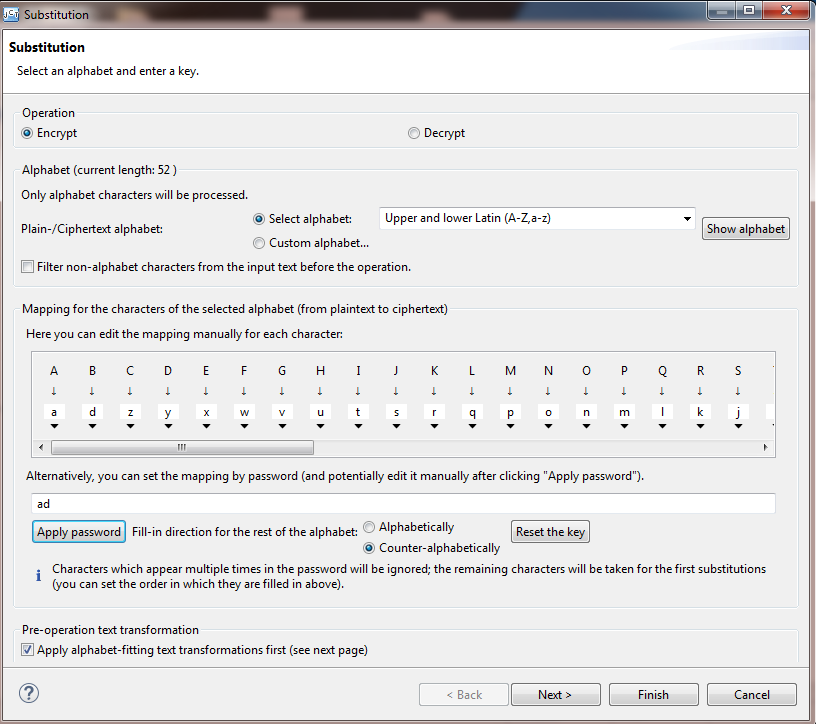 JCT Substitution
Substitution
Select an alphabet and enter a key.
Operation
Encrypt Decrypt
Alphabet (current length: 52 )
Only alphabet characters will be processed.
Plain-/Ciphertext alphabet:
Select alphabet: Upper and lower Latin (A-Z,a-z) Show alphabet
Custom alphabet...
Filter non-alphabet characters from the input text before the operation.
Mapping for the characters of the selected alphabet (from plaintext to ciphertext)
Here you can edit the mapping manually for each character:
A B C D E F G H I J K L M N O P Q R S
↓ ↓ ↓ ↓ ↓ ↓ ↓ ↓ ↓ ↓ ↓ ↓ ↓ ↓ ↓ ↓ ↓ ↓ ↓
a d z y x w v u t s r q p o n m l k j
Alternatively, you can set the mapping by password (and potentially edit it manually after clicking "Apply password").
ad
Apply password Fill-in direction for the rest of the alphabet: Alphabetically Reset the key
Counter-alphabetically
i Characters which appear multiple times in the password will be ignored; the remaining characters will be taken for the first substitutions
(you can set the order in which they are filled in above).
Pre-operation text transformation
Apply alphabet-fitting text transformations first (see next page)
? < Back Next > Finish Cancel